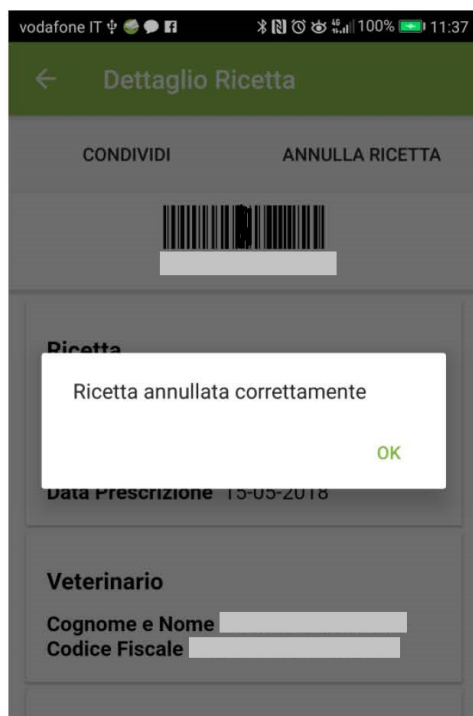 vodafone IT 4G 100% 11:37
Dettaglio Ricetta
CONDIVIDI ANNULLA RICETTA
Ricetta
Ricetta annullata correttamente
OK
Data Prescrizione 15-05-2018
Veterinario
Cognome e Nome
Codice Fiscale